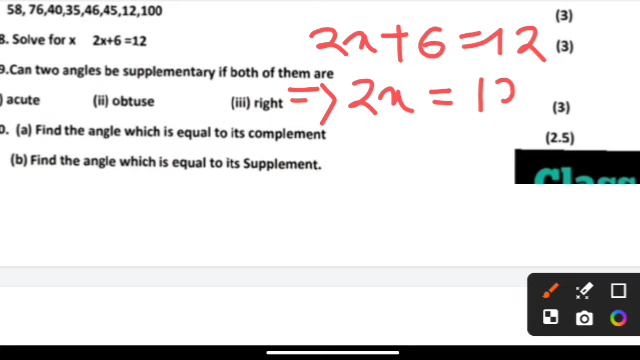 58, 76,40,35,46,45,12,100
(3)
8. Solve for x 2x+6 =12
(3)
2x+6=12
9.Can two angles be supplementary if both of them are
) acute (ii) obtuse (iii) right
(3)
⇒ 2x = 1
0. (a) Find the angle which is equal to its complement
(2.5)
(b) Find the angle which is equal to its Supplement.
Class